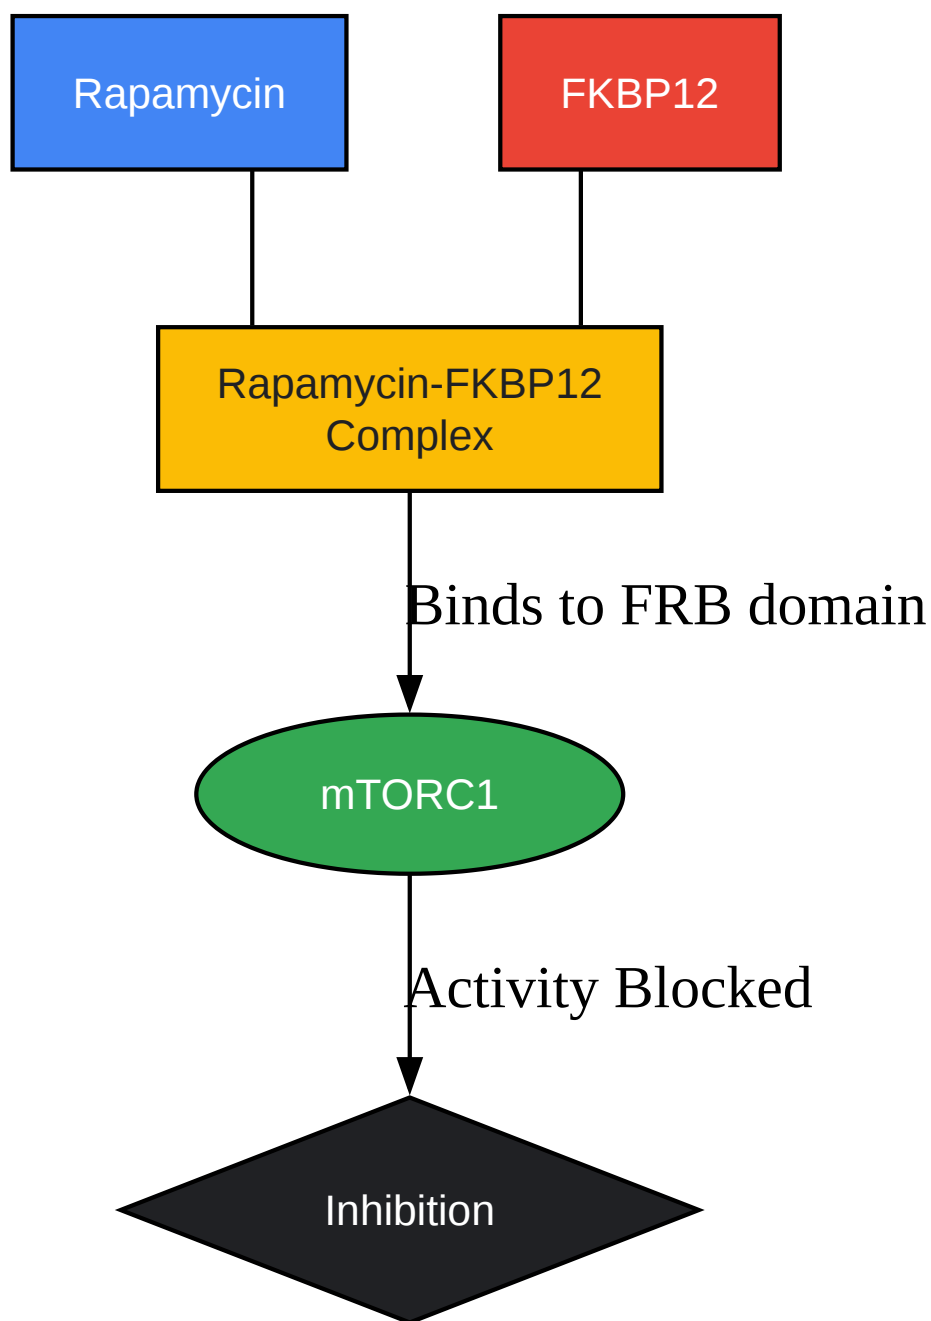 Rapamycin
FKBP12
Rapamycin-FKBP12
Complex
Binds to FRB domain
mTORC1
Activity Blocked
Inhibition